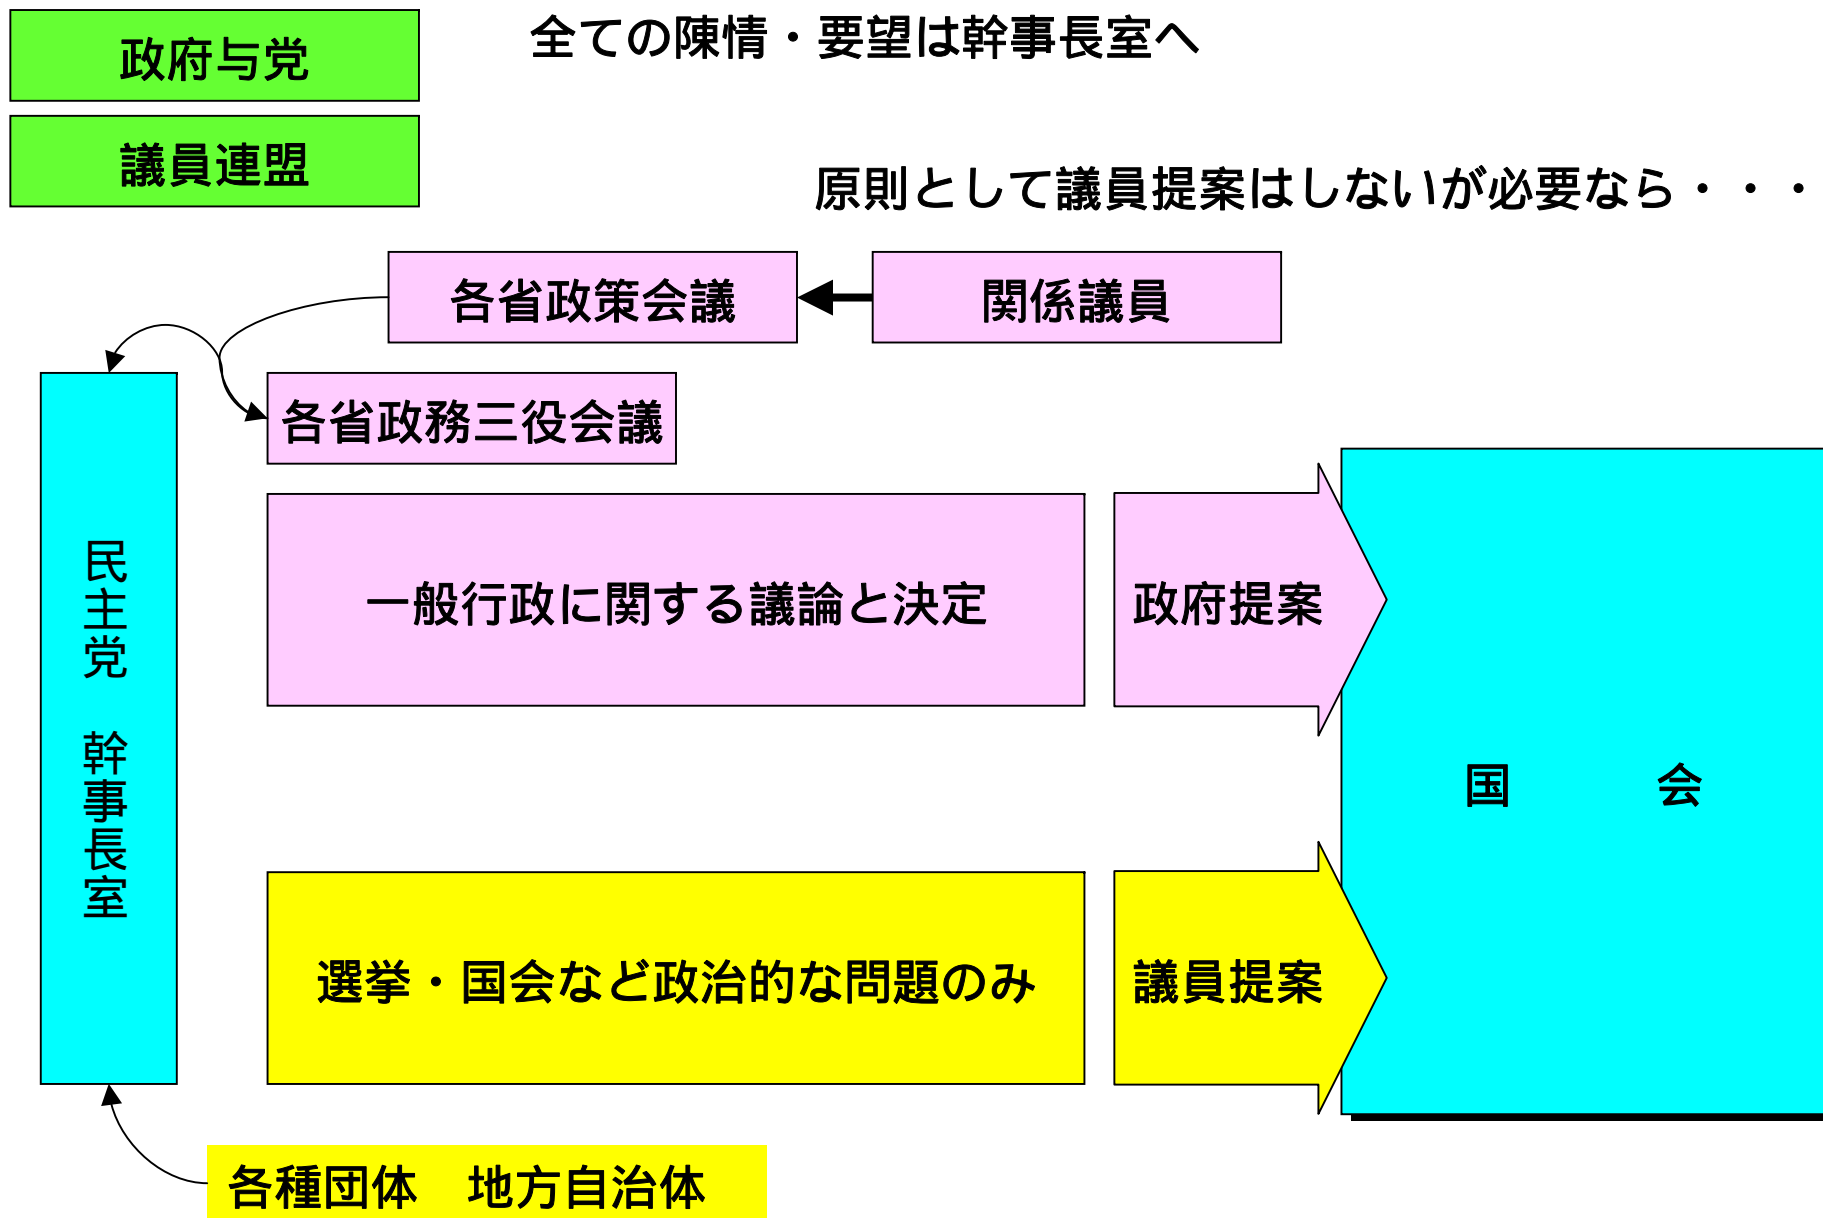 政府与党
全ての陳情・要望は幹事長室へ
議員連盟
原則として議員提案はしないが必要なら・・・
各省政策会議
関係議員
各省政務三役会議
民主党　幹事長室
一般行政に関する議論と決定
政府提案
国　　　会
選挙・国会など政治的な問題のみ
議員提案
各種団体　地方自治体